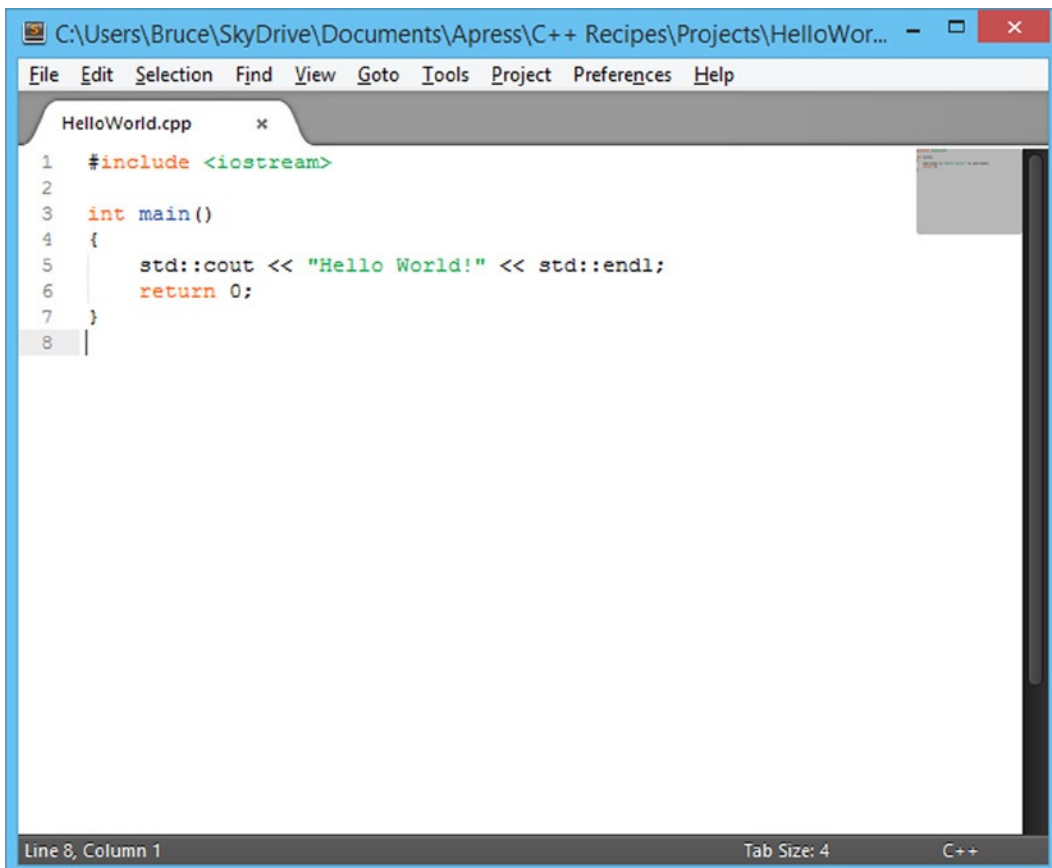 C:\Users\Bruce\SkyDrive\Documents\Apress\C++ Recipes\Projects\HelloWor...
File Edit Selection Find View Goto Tools Project Preferences Help
HelloWorld.cpp
1 #include <iostream>
2
3 int main()
4 {
5     std::cout << "Hello World!" << std::endl;
6     return 0;
7 }
8
Line 8, Column 1 Tab Size: 4 C++